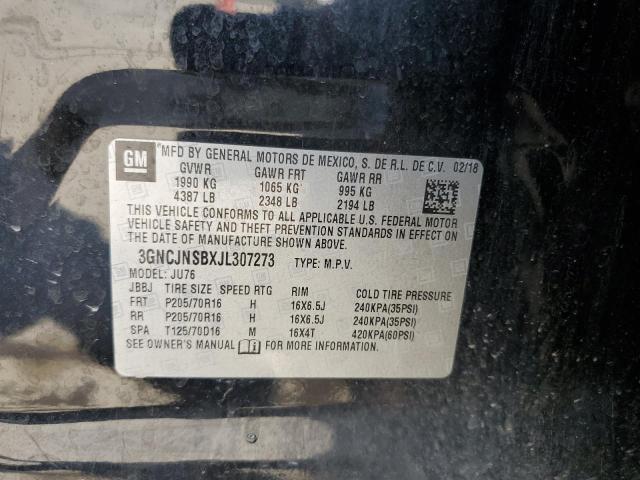 GM MFD BY GENERAL MOTORS DE MEXICO, S. DE R.L. DE C.V. 02/18
GVWR GAWR FRT GAWR RR
1990 KG 1065 KG 995 KG
4387 LB 2348 LB 2194 LB
THIS VEHICLE CONFORMS TO ALL APPLICABLE U.S. FEDERAL MOTOR
VEHICLE SAFETY AND THEFT PREVENTION STANDARDS IN EFFECT ON
THE DATE OF MANUFACTURE SHOWN ABOVE.
3GNCJNSBXJL307273 TYPE: M.P.V.
MODEL: JU76
JBBJ TIRE SIZE SPEED RTG RIM COLD TIRE PRESSURE
FRT P205/70R16 H 16X6.5J 240KPA(35PSI)
RR P205/70R16 H 16X6.5J 240KPA(35PSI)
SPA T125/70D16 M 16X4T 420KPA(60PSI)
SEE OWNER'S MANUAL FOR MORE INFORMATION.